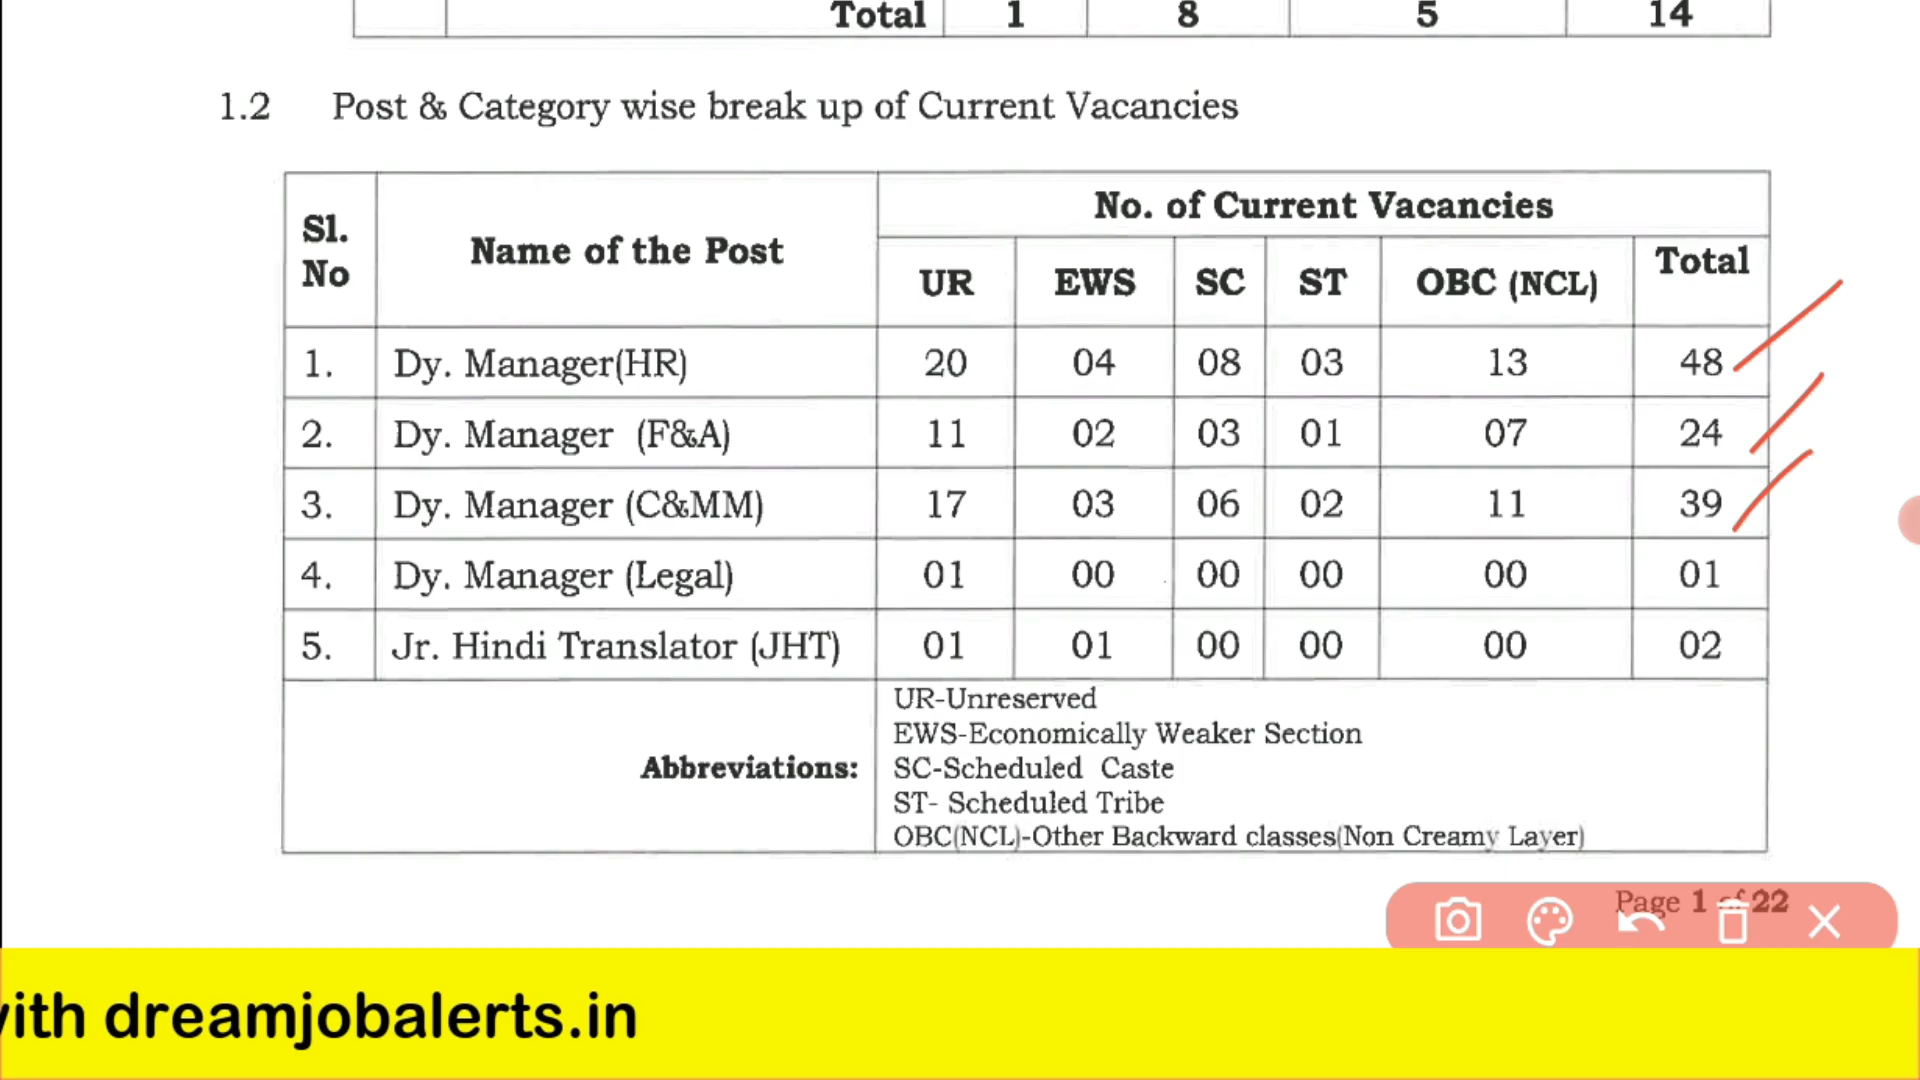 Total 1 8 5 14
1.2 Post & Category wise break up of Current Vacancies
Sl. No Name of the Post No. of Current Vacancies
UR EWS SC ST OBC (NCL) Total
1. Dy. Manager(HR) 20 04 08 03 13 48
2. Dy. Manager (F&A) 11 02 03 01 07 24
3. Dy. Manager (C&MM) 17 03 06 02 11 39
4. Dy. Manager (Legal) 01 00 00 00 00 01
5. Jr. Hindi Translator (JHT) 01 01 00 00 00 02
Abbreviations:
UR-Unreserved
EWS-Economically Weaker Section
SC-Scheduled Caste
ST- Scheduled Tribe
OBC(NCL)-Other Backward classes(Non Creamy Layer)
Page 1 of 22
with dreamjobalerts.in